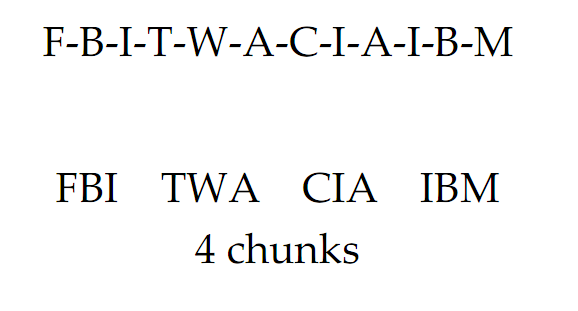 F-B-I-T-W-A-C-I-A-I-B-M
FBI TWA CIA IBM
4 chunks